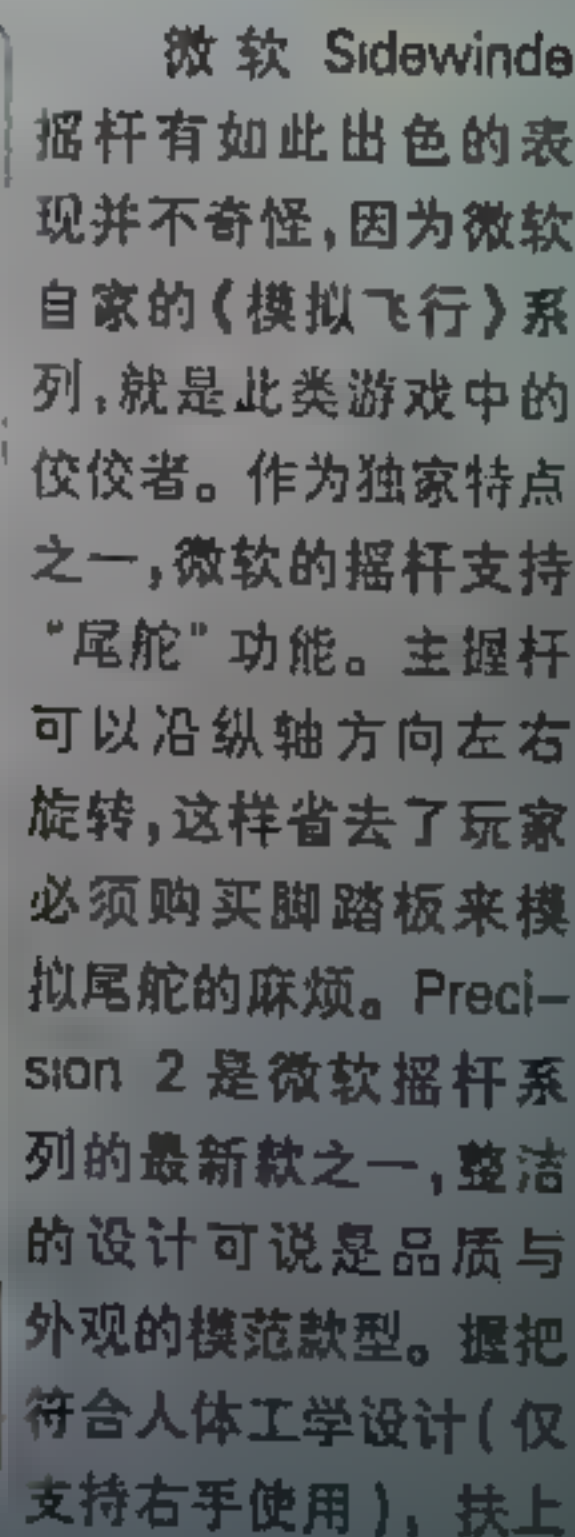 微软 Sidewinde
摇杆有如此出色的表
现并不奇怪,因为微软
自家的《模拟飞行》系
列,就是此类游戏中的
佼佼者。作为独家特点
之一,微软的摇杆支持
“尾舵”功能。主握杆
可以沿纵轴方向左右
旋转,这样省去了玩家
必须购买脚踏板来模
拟尾舵的麻烦。Preci-
sion 2 是微软摇杆系
列的最新款之一,整洁
的设计可说是品质与
外观的模范款型。握把
符合人体工学设计(仅
支持右手使用),扶上